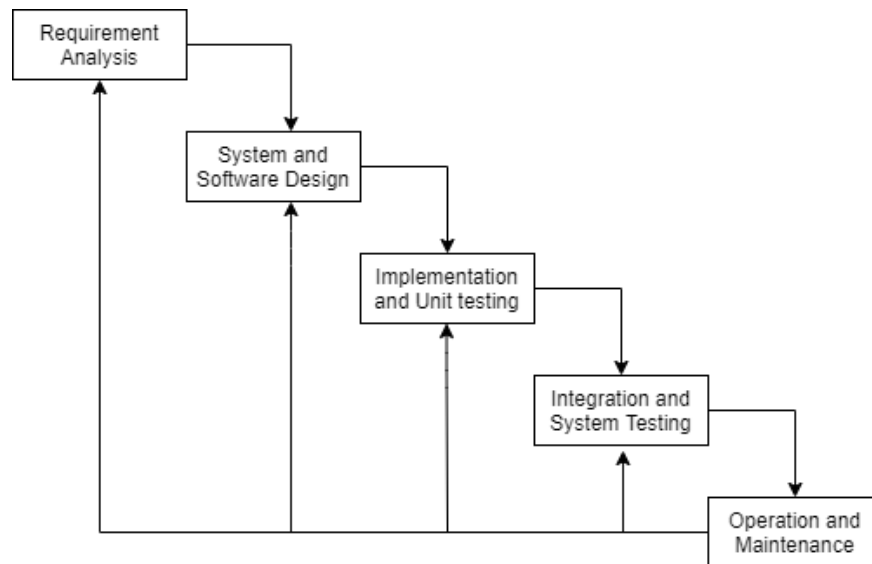 Requirement
Analysis
System and
Software Design
Implementation
and Unit testing
Integration and
System Testing
Operation and
Maintenance